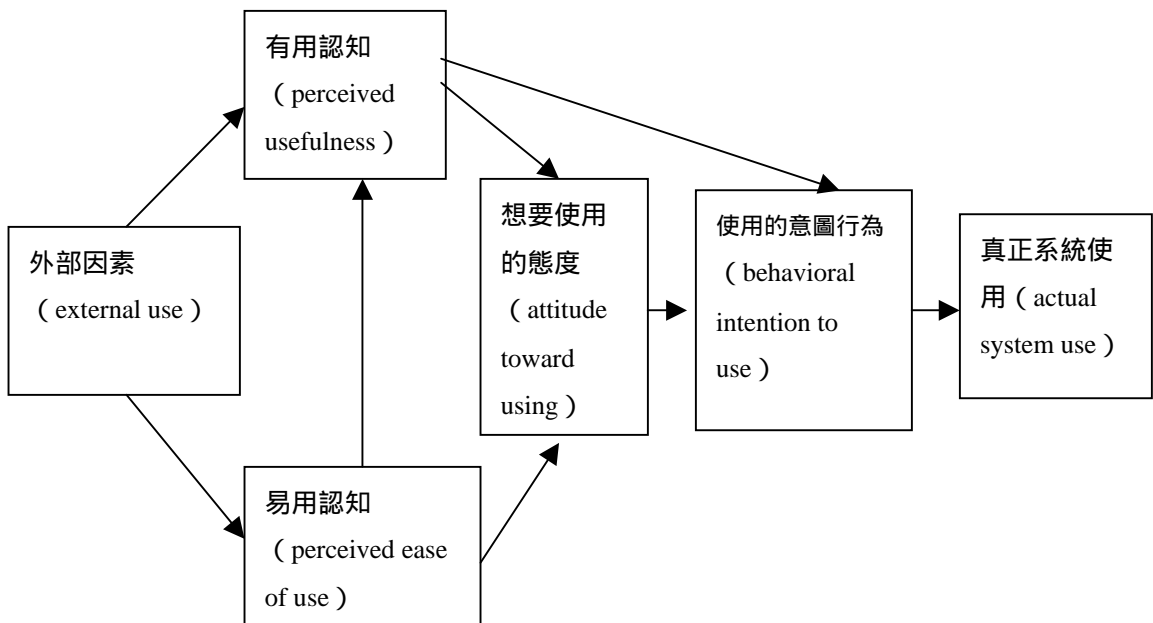 有用認知
（perceived
usefulness）
外部因素
（external use）
想要使用
的態度
（attitude
toward
using）
使用的意圖行為
（behavioral
intention to
use）
真正系統使
用（actual
system use）
易用認知
（perceived ease
of use）